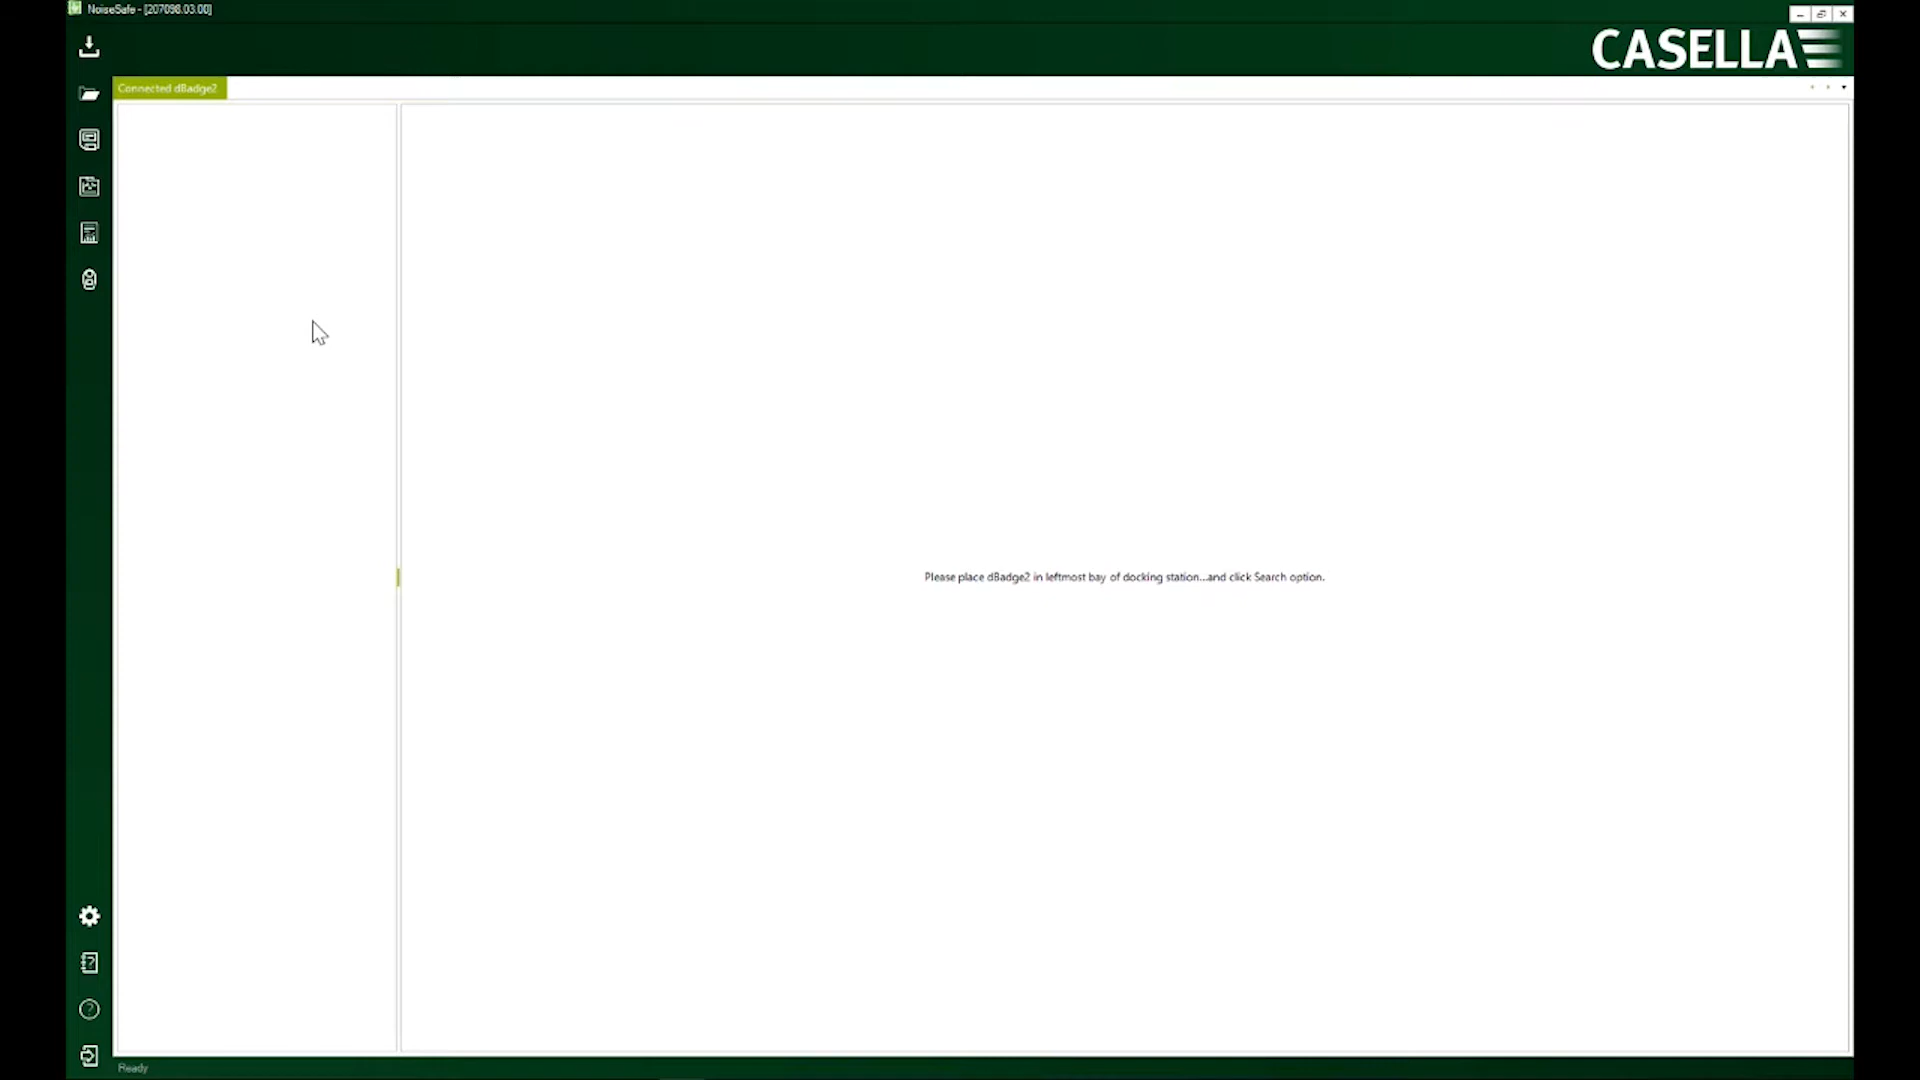 NoiseSafe - [207098.03.00]
CASELLA
Connected dBadge2
Please place dBadge2 in leftmost bay of docking station...and click Search option.
Ready